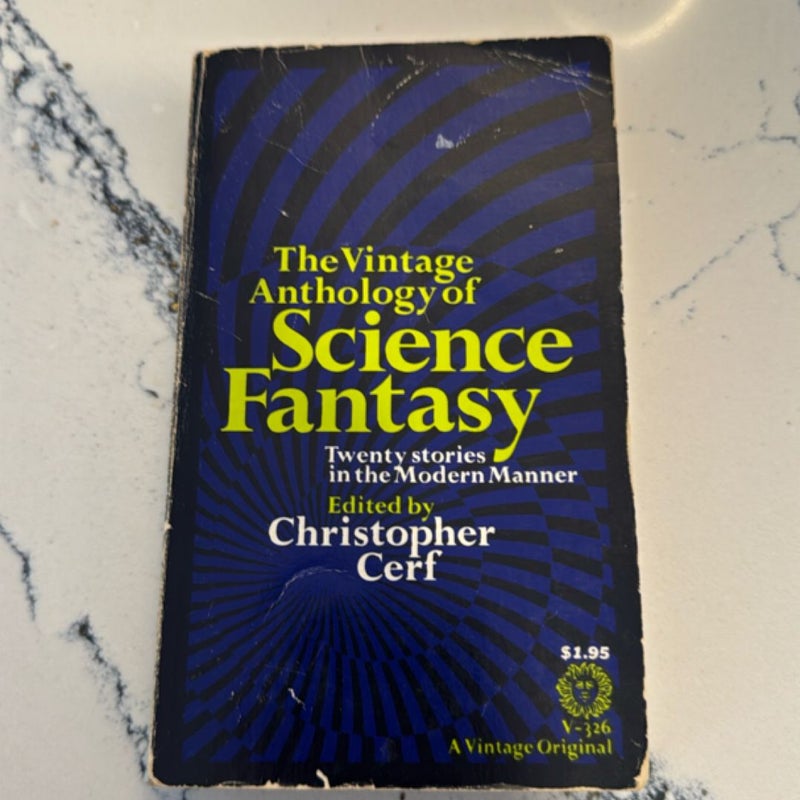 The Vintage
Anthology of
Science
Fantasy
Twenty stories
in the Modern Manner
Edited by
Christopher
Cerf
$1.95
V-326
A Vintage Original